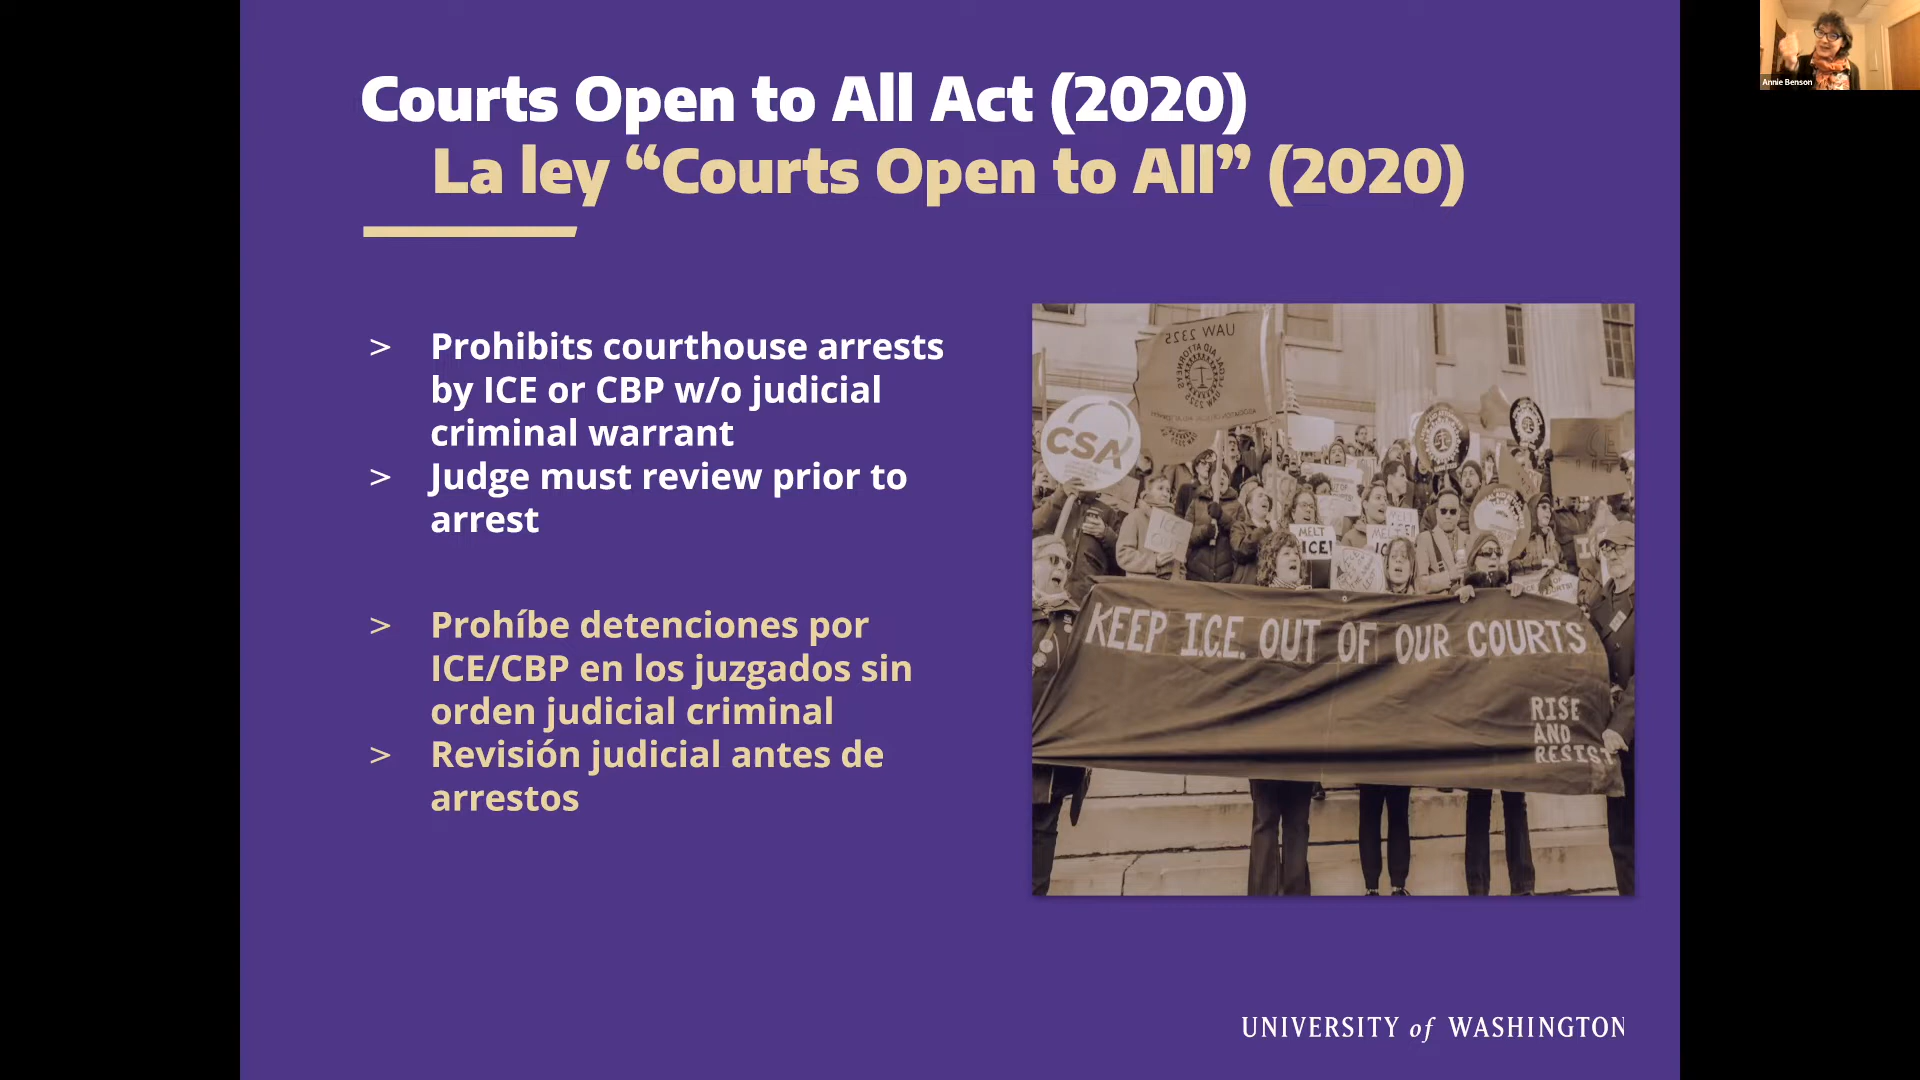 Courts Open to All Act (2020)
La ley “Courts Open to All” (2020)
Annie Benson
> Prohibits courthouse arrests
by ICE or CBP w/o judicial
criminal warrant
> Judge must review prior to
arrest
> Prohíbe detenciones por
ICE/CBP en los juzgados sin
orden judicial criminal
> Revisión judicial antes de
arrestos
UAW 2325
CSA
MELT
ICE!
MELT
KEEP I.C.E. OUT OF OUR COURTS
RISE
AND
RESIST
UNIVERSITY of WASHINGTON